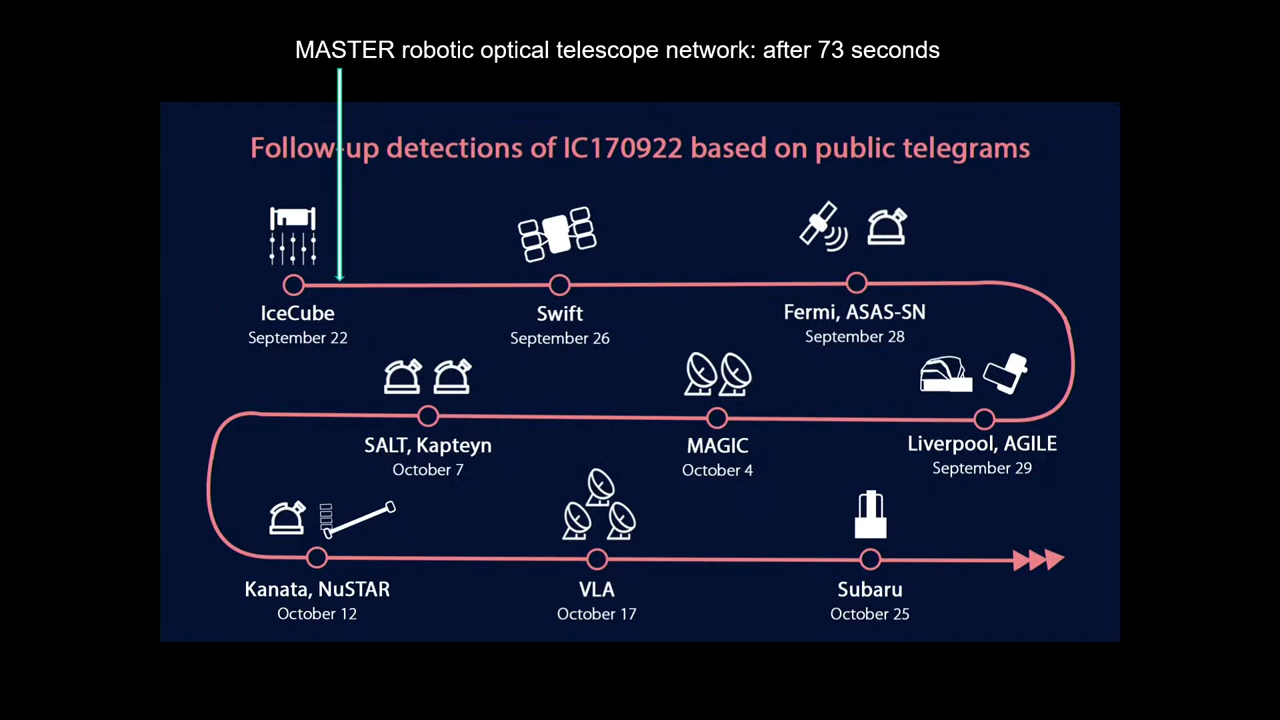 MASTER robotic optical telescope network: after 73 seconds
Follow-up detections of IC170922 based on public telegrams
IceCube
September 22
Swift
September 26
Fermi, ASAS-SN
September 28
Liverpool, AGILE
September 29
MAGIC
October 4
SALT, Kapteyn
October 7
Kanata, NuSTAR
October 12
VLA
October 17
Subaru
October 25